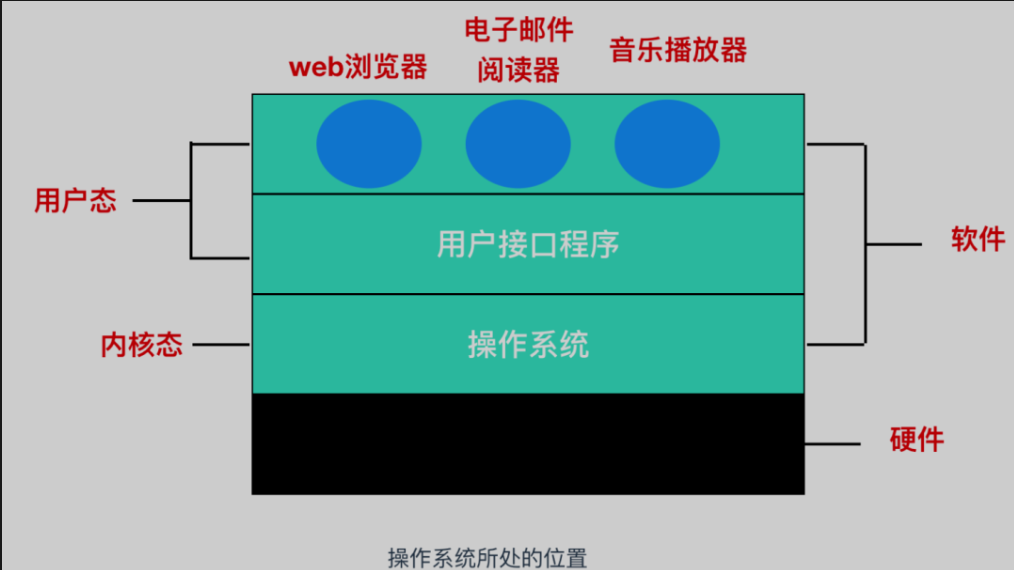 电子邮件
web浏览器
阅读器
音乐播放器
用户态
用户接口程序
软件
内核态
操作系统
硬件
操作系统所处的位置